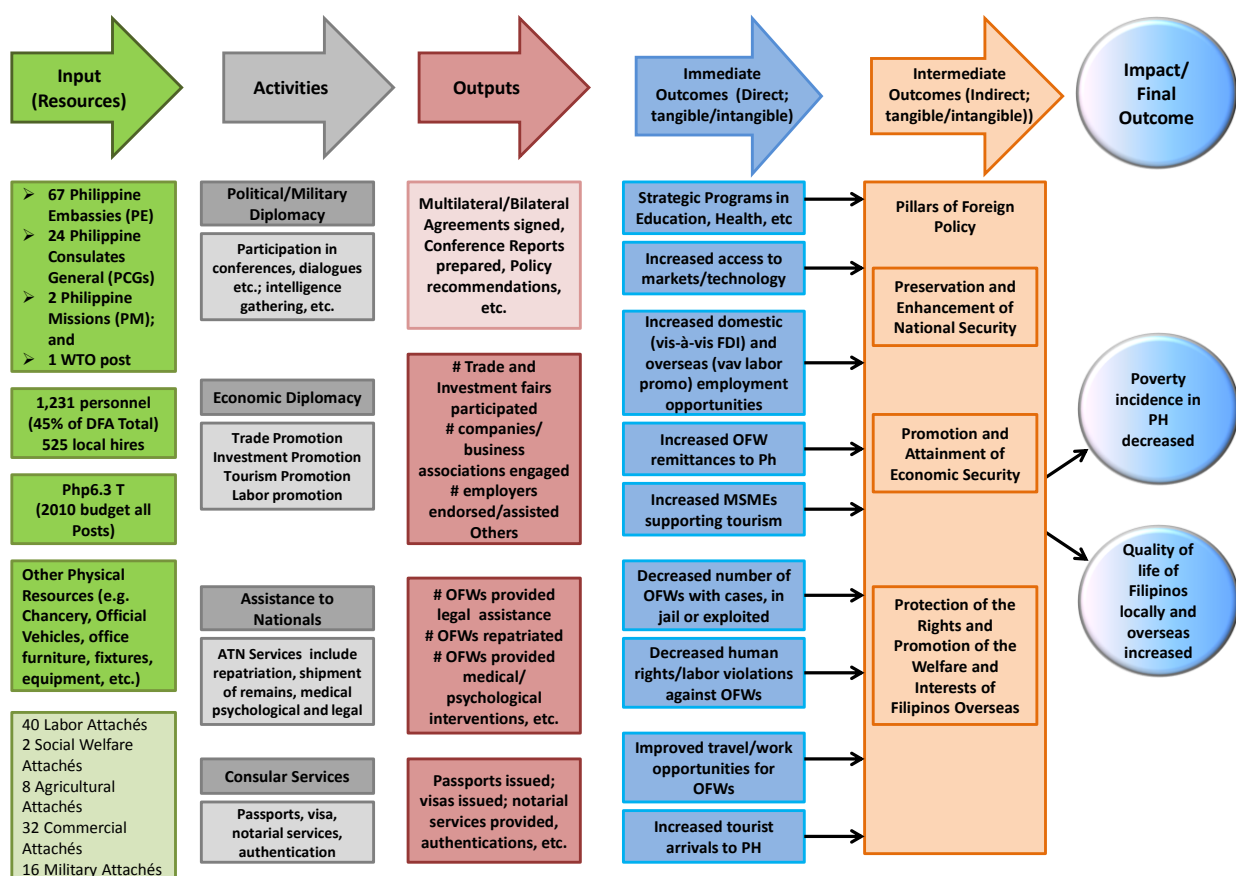 Input
(Resources)
Activities
Outputs
Immediate
Outcomes (Direct;
tangible/intangible)
Intermediate
Outcomes (Indirect;
tangible/intangible))
Impact/
Final
Outcome
➢ 67 Philippine
Embassies (PE)
➢ 24 Philippine
Consulates
General (PCGs)
➢ 2 Philippine
Missions (PM);
and
➢ 1 WTO post
1,231 personnel
(45% of DFA Total)
525 local hires
Php6.3 T
(2010 budget all
Posts)
Other Physical
Resources (e.g.
Chancery, Official
Vehicles, office
furniture, fixtures,
equipment, etc.)
40 Labor Attachés
2 Social Welfare
Attachés
8 Agricultural
Attachés
32 Commercial
Attachés
16 Military Attachés
Political/Military
Diplomacy
Participation in
conferences, dialogues
etc.; intelligence
gathering, etc.
Economic Diplomacy
Trade Promotion
Investment Promotion
Tourism Promotion
Labor promotion
Assistance to
Nationals
ATN Services include
repatriation, shipment
of remains, medical
psychological and legal
Consular Services
Passports, visa,
notarial services,
authentication
Multilateral/Bilateral
Agreements signed,
Conference Reports
prepared, Policy
recommendations,
etc.
# Trade and
Investment fairs
participated
# companies/
business
associations engaged
# employers
endorsed/assisted
Others
# OFWs provided
legal assistance
# OFWs repatriated
# OFWs provided
medical/
psychological
interventions, etc.
Passports issued;
visas issued; notarial
services provided,
authentications, etc.
Strategic Programs in
Education, Health, etc
Increased access to
markets/technology
Increased domestic
(vis-à-vis FDI) and
overseas (vav labor
promo) employment
opportunities
Increased OFW
remittances to Ph
Increased MSMEs
supporting tourism
Decreased number of
OFWs with cases, in
jail or exploited
Decreased human
rights/labor violations
against OFWs
Improved travel/work
opportunities for
OFWs
Increased tourist
arrivals to PH
Pillars of Foreign
Policy
Preservation and
Enhancement of
National Security
Promotion and
Attainment of
Economic Security
Protection of the
Rights and
Promotion of the
Welfare and
Interests of
Filipinos Overseas
Poverty
incidence in
PH
decreased
Quality of
life of
Filipinos
locally and
overseas
increased